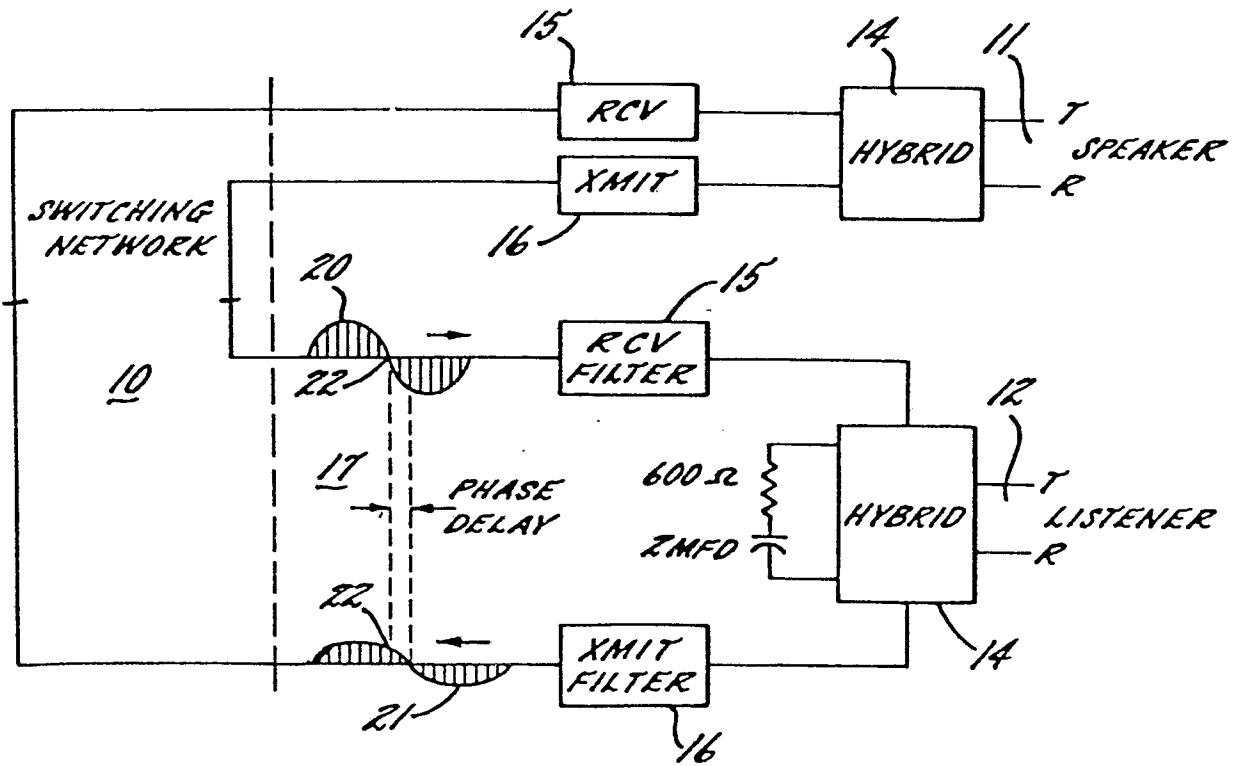 15
14
11
RCV
T
HYBRID
SPEAKER
XMIT
R
SWITCHING
NETWORK
16
20
15
RCV
FILTER
22
10
12
17
PHASE
DELAY
600 Ω
T
HYBRID
LISTENER
2MFD
R
22
XMIT
FILTER
14
21
16